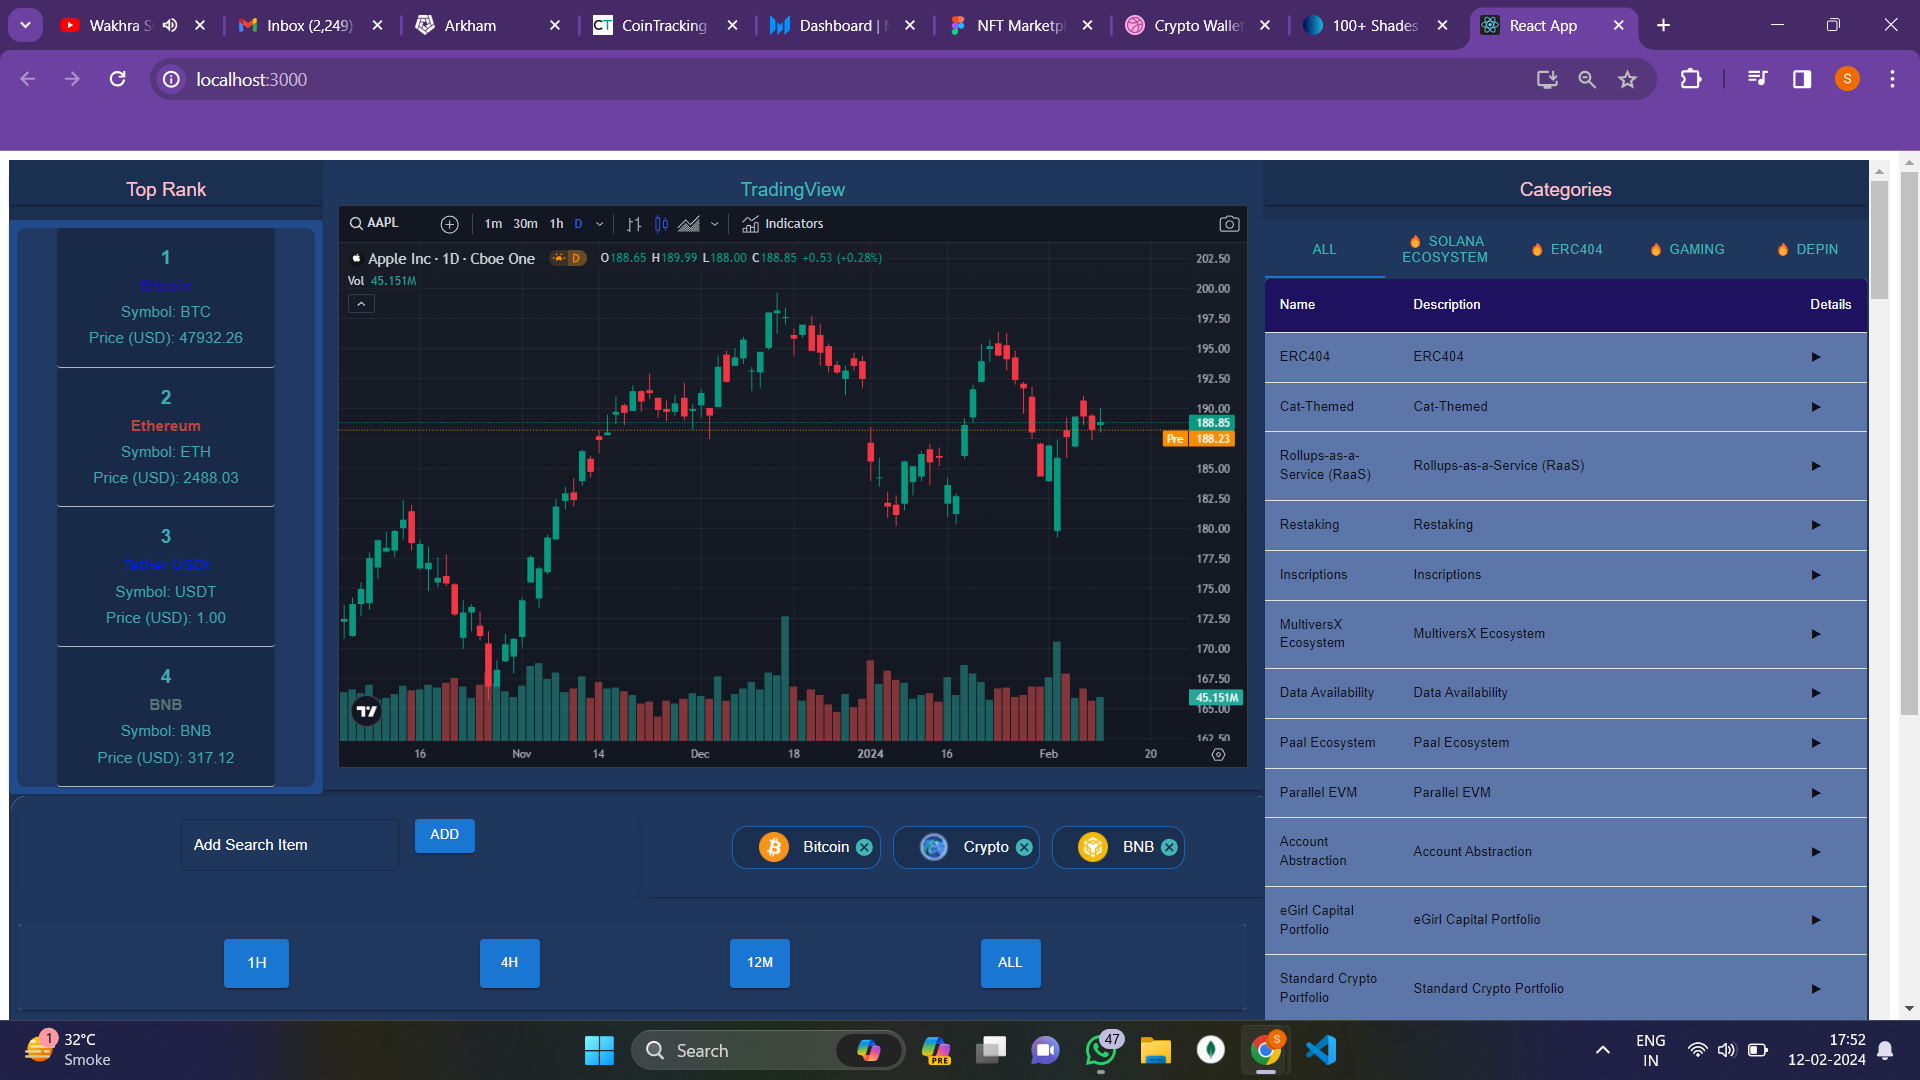 Wakhra S
Inbox (2,249)
Arkham
CT
CoinTracking
Dashboard |
NFT Marketpl
Crypto Wallet
100+ Shades
React App
localhost:3000
S
Top Rank
1
Bitcoin
Symbol: BTC
Price (USD): 47932.26
2
Ethereum
Symbol: ETH
Price (USD): 2488.03
3
Tether USDt
Symbol: USDT
Price (USD): 1.00
4
BNB
Symbol: BNB
Price (USD): 317.12
TradingView
AAPL
1m 30m 1h D
Indicators
Apple Inc · 1D · Cboe One
D
O188.65 H189.99 L188.00 C188.85 +0.53 (+0.28%)
Vol 45.151M
202.50
200.00
197.50
195.00
192.50
190.00
188.85
Pre 188.23
185.00
182.50
180.00
177.50
175.00
172.50
170.00
167.50
45.151M
165.00
162.50
16 Nov 14 Dec 18 2024 16 Feb 20
Categories
ALL
SOLANA ECOSYSTEM
ERC404
GAMING
DEPIN
Name Description Details
ERC404 ERC404
Cat-Themed Cat-Themed
Rollups-as-a-
Service (RaaS)
Rollups-as-a-Service (RaaS)
Restaking Restaking
Inscriptions Inscriptions
MultiversX
Ecosystem
MultiversX Ecosystem
Data Availability Data Availability
Paal Ecosystem Paal Ecosystem
Parallel EVM Parallel EVM
Account
Abstraction
Account Abstraction
eGirl Capital
Portfolio
eGirl Capital Portfolio
Standard Crypto
Portfolio
Standard Crypto Portfolio
Add Search Item
ADD
Bitcoin
Crypto
BNB
1H
4H
12M
ALL
1
32°C
Smoke
Search
PRE
47
S
ENG
IN
17:52
12-02-2024